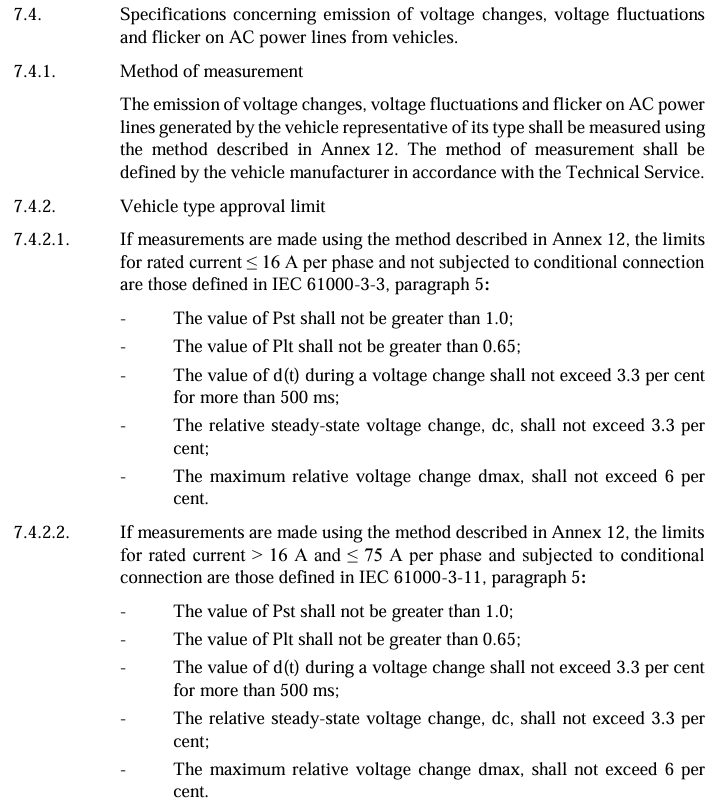 7.4. Specifications concerning emission of voltage changes, voltage fluctuations
and flicker on AC power lines from vehicles.
7.4.1. Method of measurement
The emission of voltage changes, voltage fluctuations and flicker on AC power
lines generated by the vehicle representative of its type shall be measured using
the method described in Annex 12. The method of measurement shall be
defined by the vehicle manufacturer in accordance with the Technical Service.
7.4.2. Vehicle type approval limit
7.4.2.1. If measurements are made using the method described in Annex 12, the limits
for rated current ≤ 16 A per phase and not subjected to conditional connection
are those defined in IEC 61000-3-3, paragraph 5:
- The value of Pst shall not be greater than 1.0;
- The value of Plt shall not be greater than 0.65;
- The value of d(t) during a voltage change shall not exceed 3.3 per cent
for more than 500 ms;
- The relative steady-state voltage change, dc, shall not exceed 3.3 per
cent;
- The maximum relative voltage change dmax, shall not exceed 6 per
cent.
7.4.2.2. If measurements are made using the method described in Annex 12, the limits
for rated current > 16 A and ≤ 75 A per phase and subjected to conditional
connection are those defined in IEC 61000-3-11, paragraph 5:
- The value of Pst shall not be greater than 1.0;
- The value of Plt shall not be greater than 0.65;
- The value of d(t) during a voltage change shall not exceed 3.3 per cent
for more than 500 ms;
- The relative steady-state voltage change, dc, shall not exceed 3.3 per
cent;
- The maximum relative voltage change dmax, shall not exceed 6 per
cent.